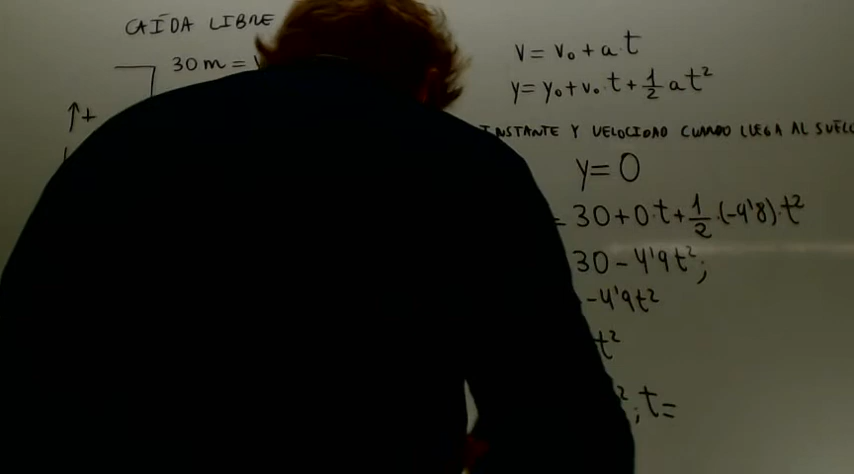 CAÍDA LIBRE
30 m =
↑+
v = v₀ + a t
y = y₀ + v₀ · t + 1/2 a t²
INSTANTE Y VELOCIDAD CUANDO LLEGA AL SUELO
y = 0
= 30 + 0 · t + 1/2 · (-9'8) · t²
30 - 4'9 t² ;
- 4'9 t²
t²
² ; t =